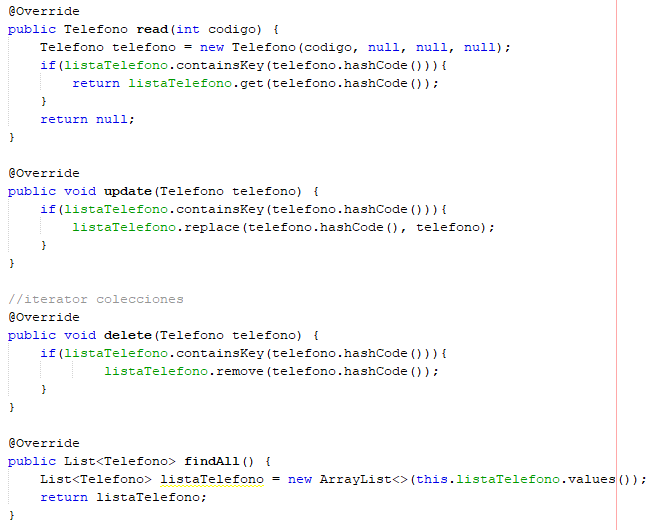 @Override
public Telefono read(int codigo) {
    Telefono telefono = new Telefono(codigo, null, null, null);
    if(listaTelefono.containsKey(telefono.hashCode())){
        return listaTelefono.get(telefono.hashCode());
    }
    return null;
}

@Override
public void update(Telefono telefono) {
    if(listaTelefono.containsKey(telefono.hashCode())){
        listaTelefono.replace(telefono.hashCode(), telefono);
    }
}

//iterator colecciones
@Override
public void delete(Telefono telefono) {
    if(listaTelefono.containsKey(telefono.hashCode())){
            listaTelefono.remove(telefono.hashCode());
    }
}

@Override
public List<Telefono> findAll() {
    List<Telefono> listaTelefono = new ArrayList<>(this.listaTelefono.values());
    return listaTelefono;
}